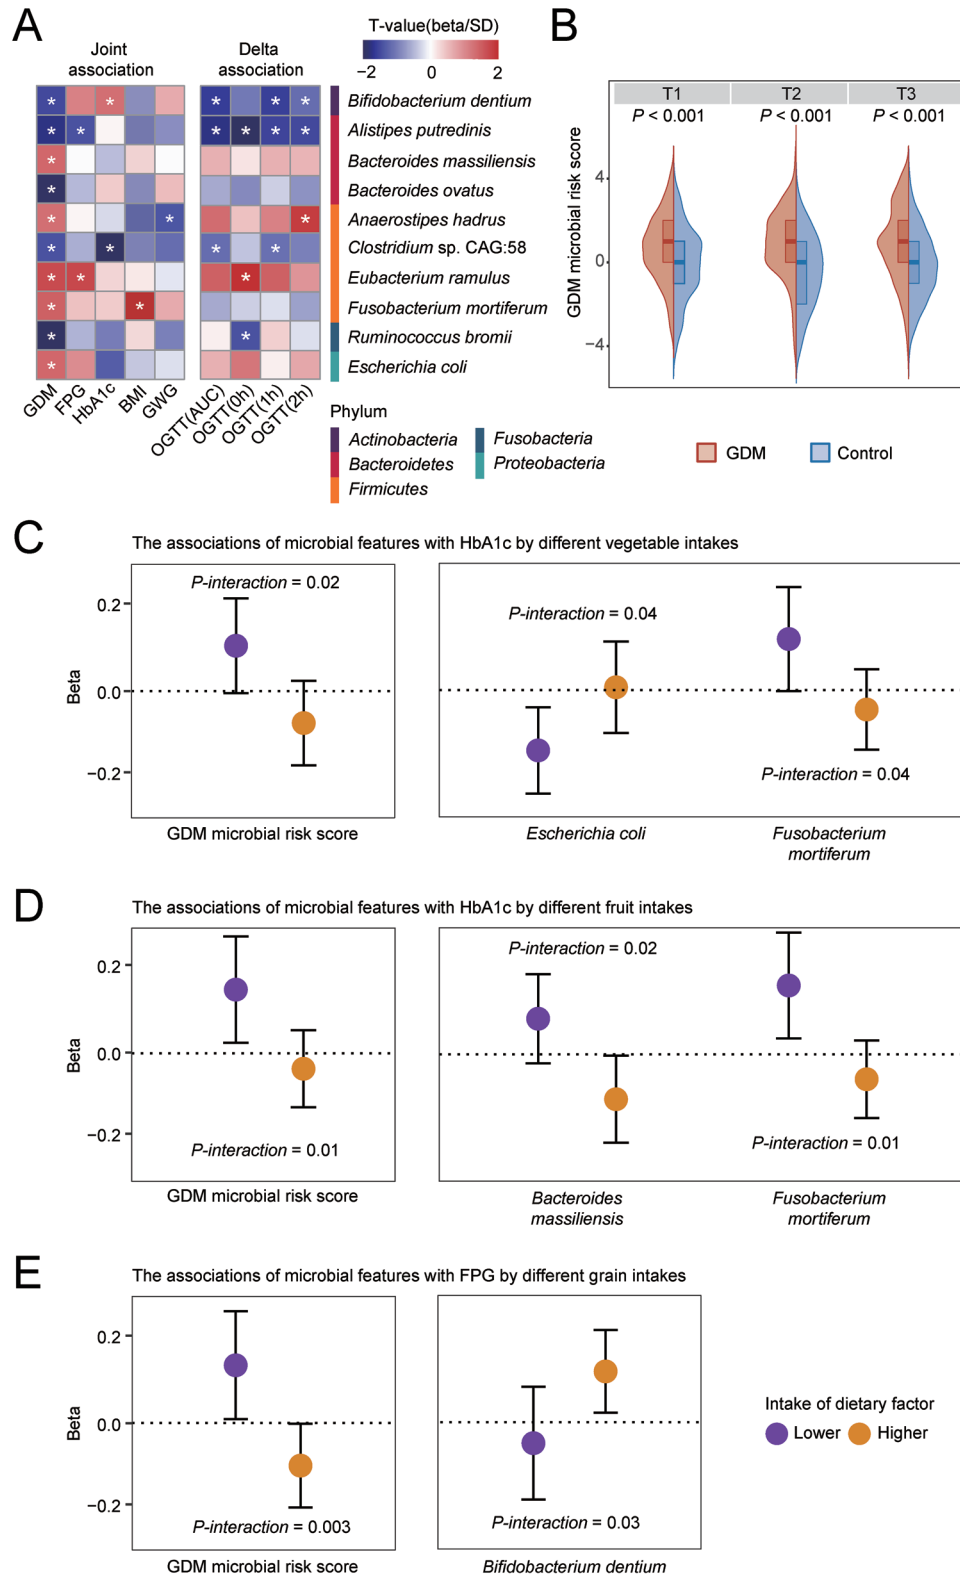 A
Joint
association
Delta
association
T-value(beta/SD)
−2
0
2
*
*
*
*
*
Bifidobacterium dentium
*
*
*
*
*
*
Alistipes putredinis
*
Bacteroides massiliensis
*
Bacteroides ovatus
*
*
*
Anaerostipes hadrus
*
*
*
*
Clostridium sp. CAG:58
*
*
*
Eubacterium ramulus
*
*
Fusobacterium mortiferum
*
*
Ruminococcus bromii
*
Escherichia coli
GDM
FPG
HbA1c
BMI
GWG
OGTT(AUC)
OGTT(0h)
OGTT(1h)
OGTT(2h)
Phylum
Actinobacteria
Bacteroidetes
Firmicutes
Fusobacteria
Proteobacteria
B
T1
T2
T3
P < 0.001
P < 0.001
P < 0.001
GDM microbial risk score
4
0
−4
GDM
Control
C
The associations of microbial features with HbA1c by different vegetable intakes
Beta
0.2
0.0
−0.2
P-interaction = 0.02
GDM microbial risk score
P-interaction = 0.04
Escherichia coli
P-interaction = 0.04
Fusobacterium
mortiferum
D
The associations of microbial features with HbA1c by different fruit intakes
Beta
0.2
0.0
−0.2
P-interaction = 0.01
GDM microbial risk score
P-interaction = 0.02
Bacteroides
massiliensis
P-interaction = 0.01
Fusobacterium
mortiferum
E
The associations of microbial features with FPG by different grain intakes
Beta
0.2
0.0
−0.2
P-interaction = 0.003
GDM microbial risk score
P-interaction = 0.03
Bifidobacterium dentium
Intake of dietary factor
Lower
Higher